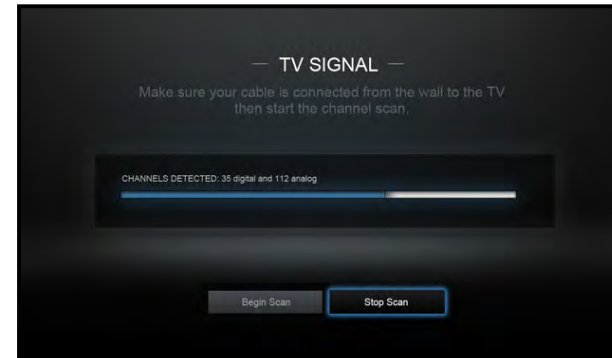 — TV SIGNAL —
Make sure your cable is connected from the wall to the TV
then start the channel scan.
CHANNELS DETECTED: 35 digital and 112 analog
Begin Scan Stop Scan